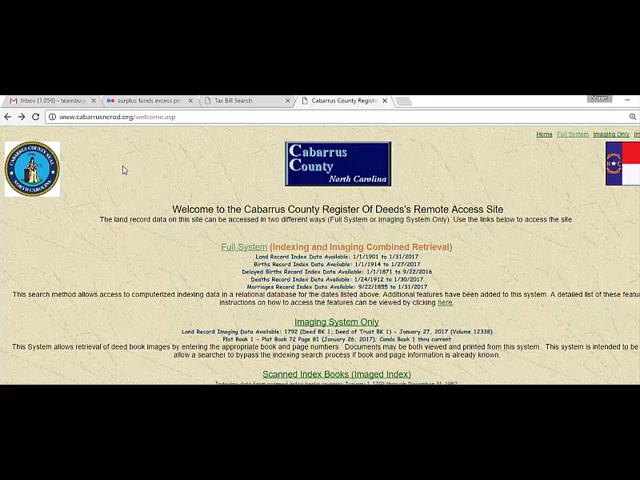 Inbox (1,056) - teambu
surplus funds excess pr
Tax Bill Search
Cabarrus County Registe
www.cabarrusncrod.org/welcome.asp
Home Full System Imaging Only
Cabarrus
County
North Carolina
Welcome to the Cabarrus County Register Of Deeds's Remote Access Site
The land record data on this site can be accessed in two different ways (Full System or Imaging System Only). Use the links below to access the site.
Full System (Indexing and Imaging Combined Retrieval)
Land Record Index Data Available: 1/1/1901 to 1/31/2017
Births Record Index Data Available: 1/1/1914 to 1/27/2017
Delayed Births Record Index Data Available: 1/1/1871 to 9/22/2016
Deaths Record Index Data Available: 1/24/1912 to 1/30/2017
Marriages Record Index Data Available: 9/22/1855 to 1/31/2017
This search method allows access to computerized indexing data in a relational database for the dates listed above. Additional features have been added to this system. A detailed list of these featu
instructions on how to access the features can be viewed by clicking here.
Imaging System Only
Land Record Imaging Data Available: 1792 (Deed BK 1; Deed of Trust BK 1) - January 27, 2017 (Volume 12338)
Plat Book 1 - Plat Book 72 Page 81 (January 26, 2017); Condo Book 1 thru current
This System allows retrieval of deed book images by entering the appropriate book and page numbers. Documents may be both viewed and printed from this system. This system is intended to be
allow a searcher to bypass the indexing search process if book and page information is already known.
Scanned Index Books (Imaged Index)